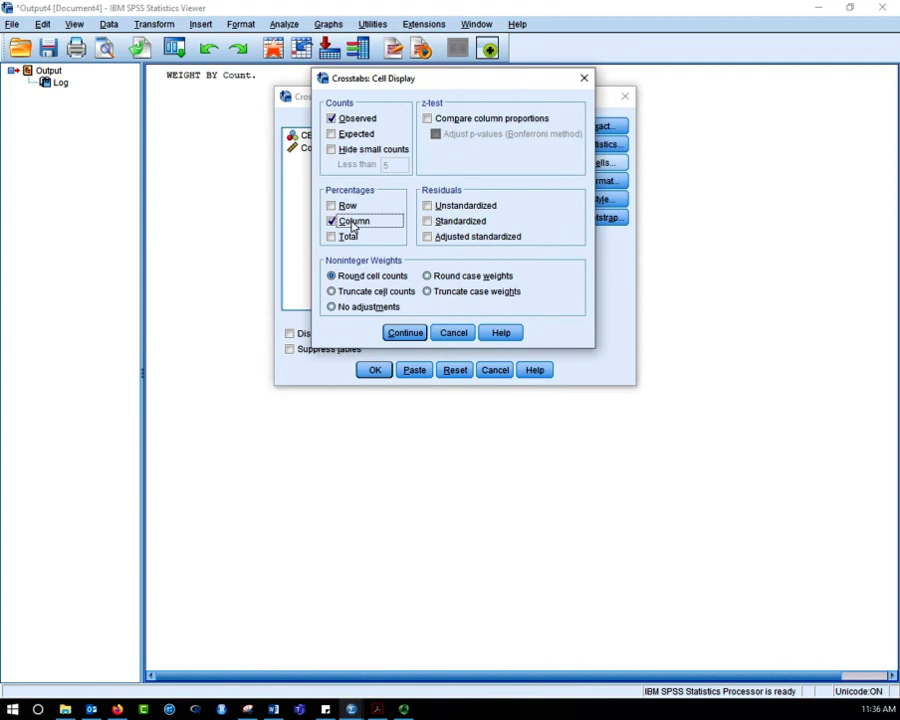 *Output4 [Document4] - IBM SPSS Statistics Viewer
File Edit View Data Transform Insert Format Analyze Graphs Utilities Extensions Window Help
Output
Log
WEIGHT BY Count.
Crosstabs: Cell Display
Counts
Observed
Expected
Hide small counts
Less than 5
z-test
Compare column proportions
Adjust p-values (Bonferroni method)
Percentages
Row
Column
Total
Residuals
Unstandardized
Standardized
Adjusted standardized
Noninteger Weights
Round cell counts Round case weights
Truncate cell counts Truncate case weights
No adjustments
Continue Cancel Help
OK Paste Reset Cancel Help
IBM SPSS Statistics Processor is ready Unicode:ON
11:36 AM